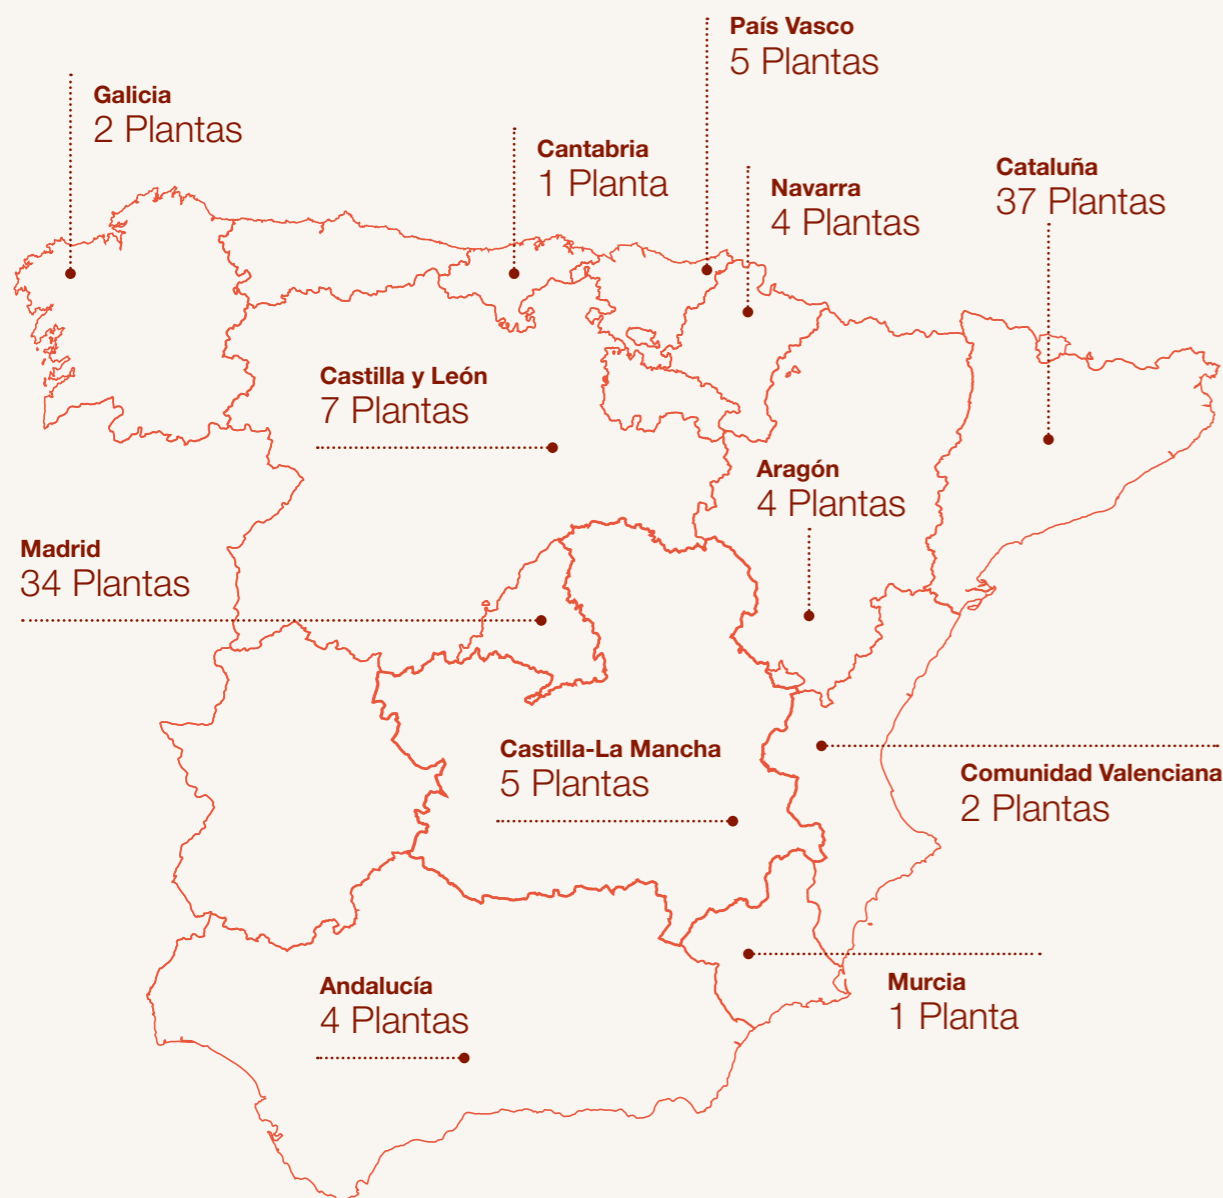 País Vasco
5 Plantas
Galicia
2 Plantas
Cantabria
1 Planta
Navarra
4 Plantas
Cataluña
37 Plantas
Castilla y León
7 Plantas
Aragón
4 Plantas
Madrid
34 Plantas
Castilla-La Mancha
5 Plantas
Comunidad Valenciana
2 Plantas
Andalucía
4 Plantas
Murcia
1 Planta